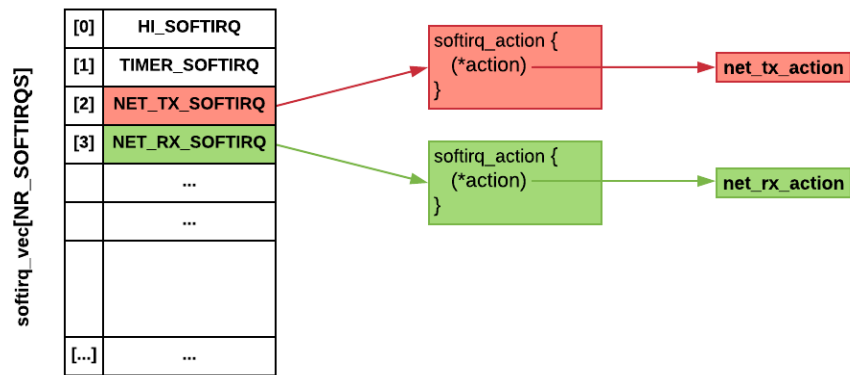 softirq_vec[NR_SOFTIRQS]
[0] HI_SOFTIRQ
[1] TIMER_SOFTIRQ
[2] NET_TX_SOFTIRQ
[3] NET_RX_SOFTIRQ
...
...
[...] ...
softirq_action {
(*action)
}
net_tx_action
softirq_action {
(*action)
}
net_rx_action